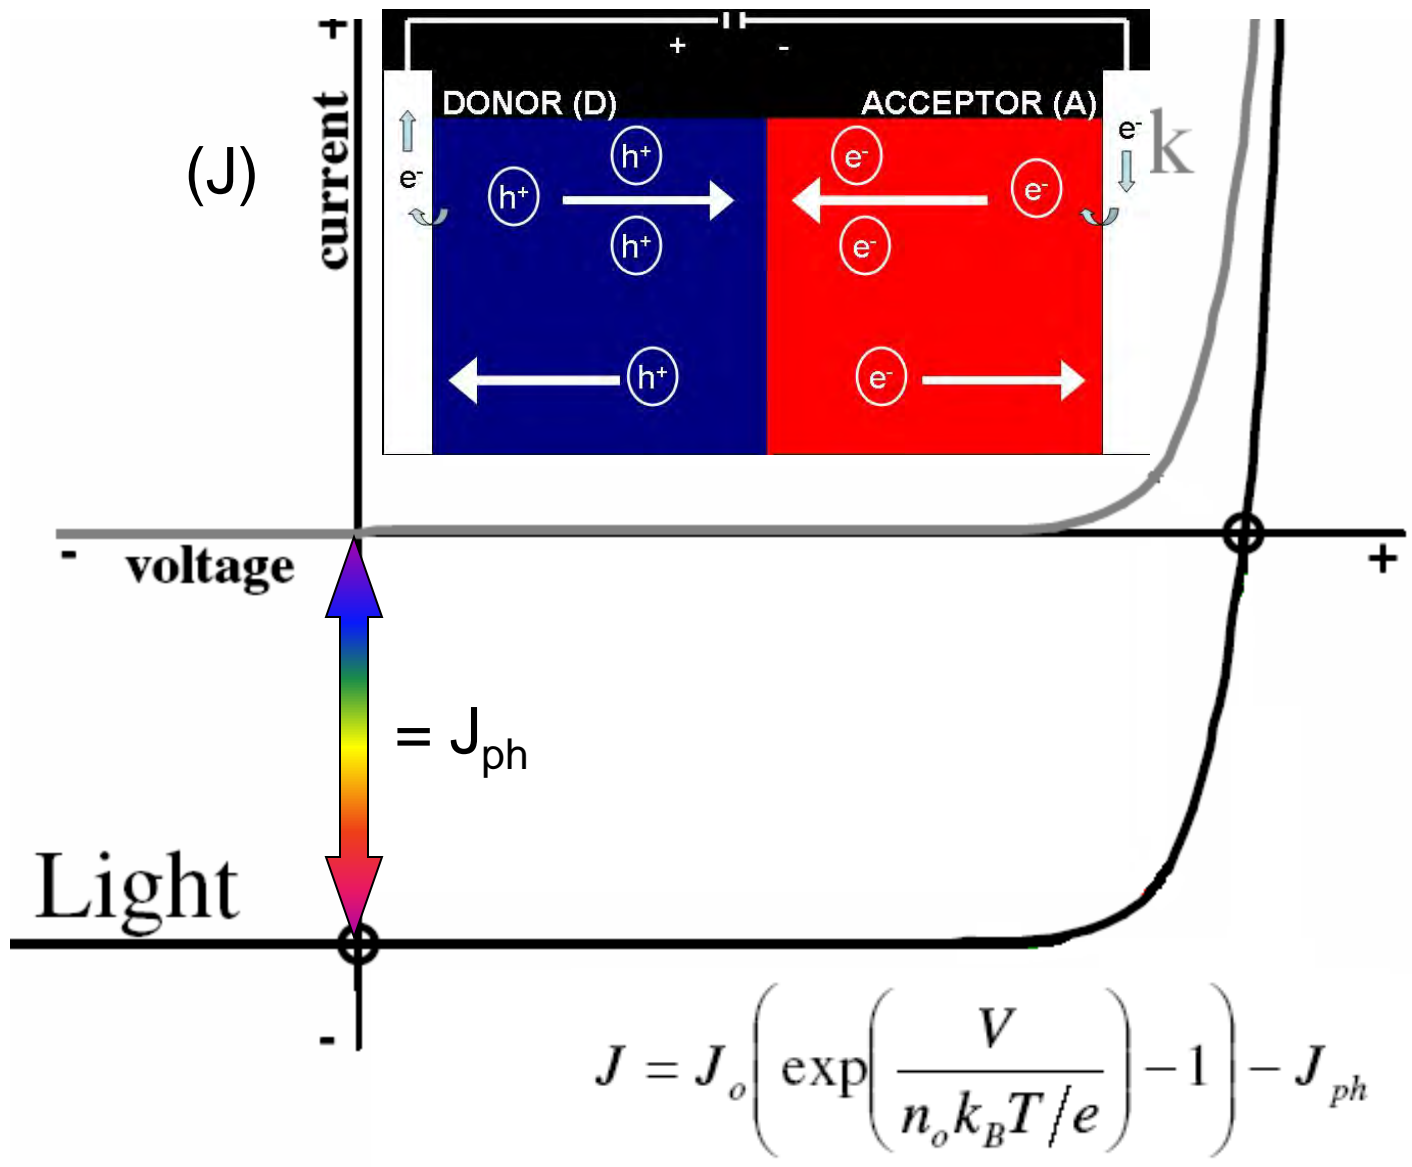 +
current
(J)
+ -
DONOR (D) ACCEPTOR (A)
e-
k
e-
h+
h+
h+
e-
e-
e-
h+
e-
- voltage
+
= Jph
Light
-
J = Jo( exp( V / nokBT/e ) - 1 ) - Jph